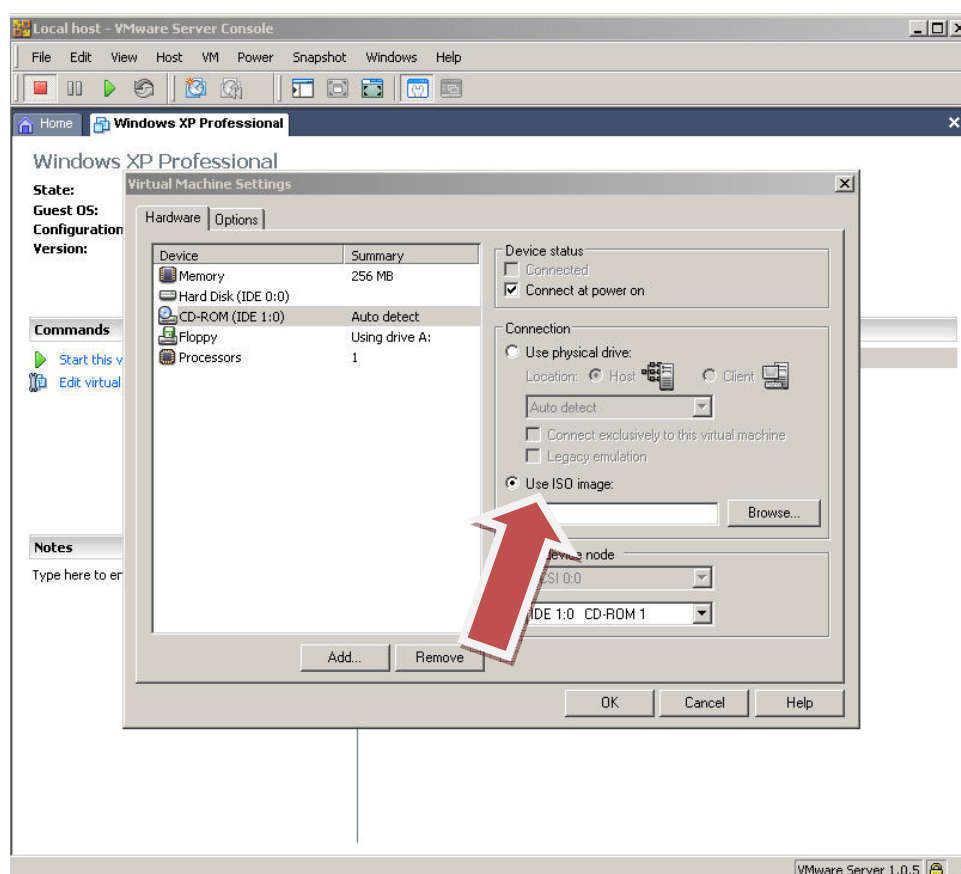 Local host - VMware Server Console
File Edit View Host VM Power Snapshot Windows Help
Home Windows XP Professional
Windows XP Professional
State:
Guest OS:
Configuration
Version:
Commands
Start this v
Edit virtual
Notes
Type here to er
Virtual Machine Settings
Hardware Options
Device Summary
Memory 256 MB
Hard Disk (IDE 0:0)
CD-ROM (IDE 1:0) Auto detect
Floppy Using drive A:
Processors 1
Add... Remove
Device status
Connected
Connect at power on
Connection
Use physical drive:
Location: Host Client
Auto detect
Connect exclusively to this virtual machine
Legacy emulation
Use ISO image:
Browse...
device node
SI 0:0
IDE 1:0 CD-ROM 1
OK Cancel Help
VMware Server 1.0.5